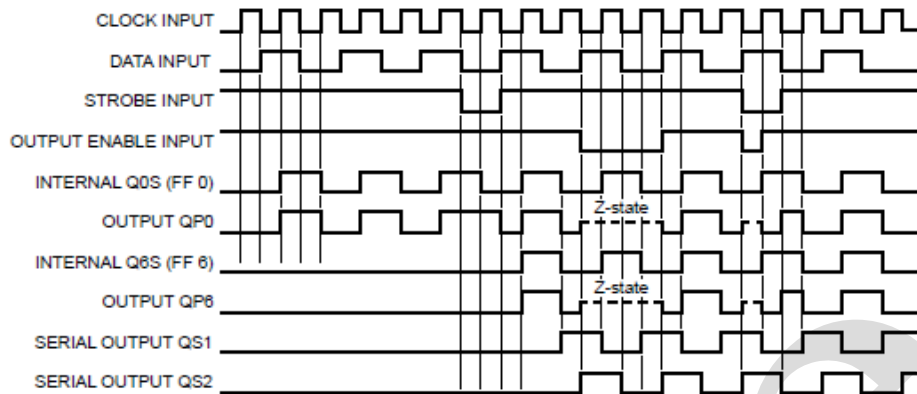 CLOCK INPUT
DATA INPUT
STROBE INPUT
OUTPUT ENABLE INPUT
INTERNAL Q0S (FF 0)
Z-state
OUTPUT QP0
INTERNAL Q6S (FF 6)
Z-state
OUTPUT QP6
SERIAL OUTPUT QS1
SERIAL OUTPUT QS2